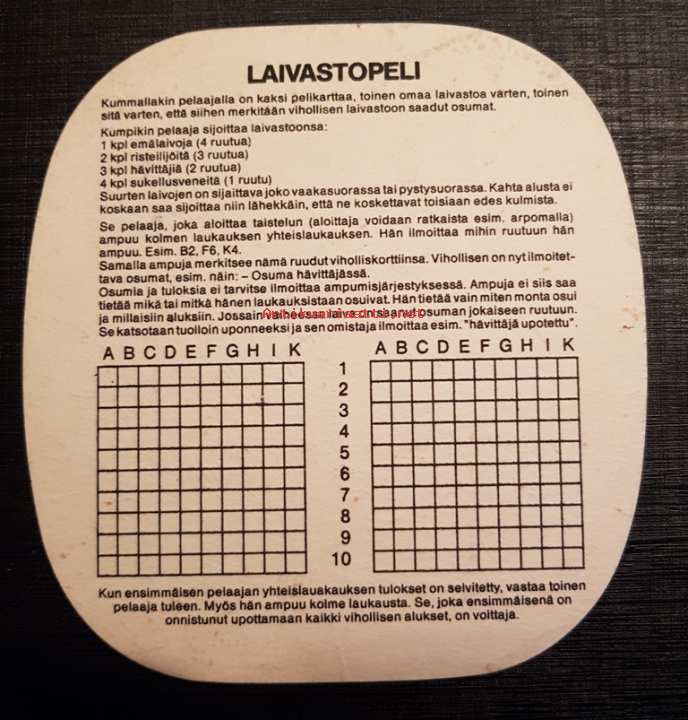 LAIVASTOPELI
Kummallakin pelaajalla on kaksi pelikarttaa, toinen omaa laivastoa varten, toinen
sitä varten, että siihen merkitään vihollisen laivastoon saadut osumat.
Kumpikin pelaaja sijoittaa laivastoonsa:
1 kpl emälaivoja (4 ruutua)
2 kpl risteilijöitä (3 ruutua)
3 kpl hävittäjiä (2 ruutua)
4 kpl sukellusveneitä (1 ruutu)
Suurten laivojen on sijaittava joko vaakasuorassa tai pystysuorassa. Kahta alusta ei
koskaan saa sijoittaa niin lähekkäin, että ne koskettavat toisiaan edes kulmista.
Se pelaaja, joka aloittaa taistelun (aloittaja voidaan ratkaista esim. arpomalla)
ampuu kolmen laukauksen yhteislaukauksen. Hän ilmoittaa mihin ruutuun hän
ampuu. Esim. B2, F6, K4.
Samalla ampuja merkitsee nämä ruudut viholliskorttiinsa. Vihollisen on nyt ilmoitet-
tava osumat, esim. näin: – Osuma hävittäjässä.
Osumia ja tuloksia ei tarvitse ilmoittaa ampumisjärjestyksessä. Ampuja ei siis saa
tietää mikä tai mitkä hänen laukauksistaan osuivat. Hän tietää vain miten monta osui
ja millaisiin aluksiin. Jossain vaiheessa laiva on saanut osuman jokaiseen ruutuun.
Se katsotaan tuolloin uponneeksi ja sen omistaja ilmoittaa esim. "hävittäjä upotettu".
A B C D E F G H I K
A B C D E F G H I K
1
2
3
4
5
6
7
8
9
10
Kun ensimmäisen pelaajan yhteislauakauksen tulokset on selvitetty, vastaa toinen
pelaaja tuleen. Myös hän ampuu kolme laukausta. Se, joka ensimmäisenä on
onnistunut upottamaan kaikki vihollisen alukset, on voittaja.